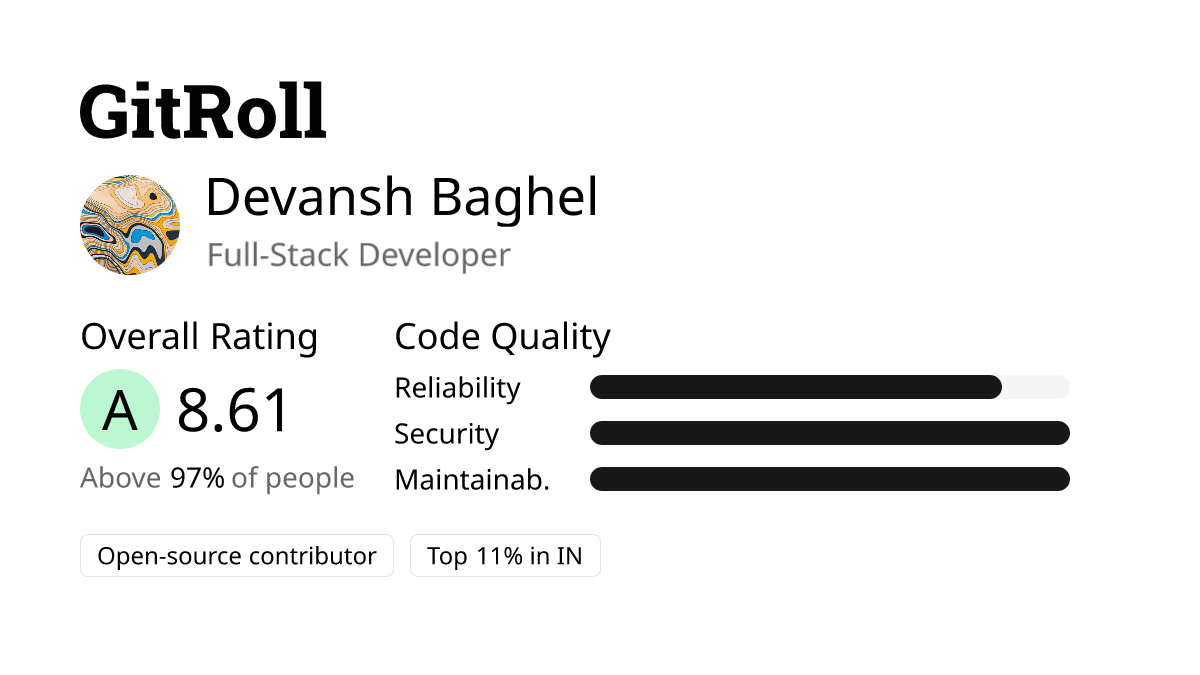 GitRoll
Devansh Baghel
Full-Stack Developer
Overall Rating
A 8.61
Above 97% of people
Code Quality
Reliability
Security
Maintainab.
Open-source contributor
Top 11% in IN